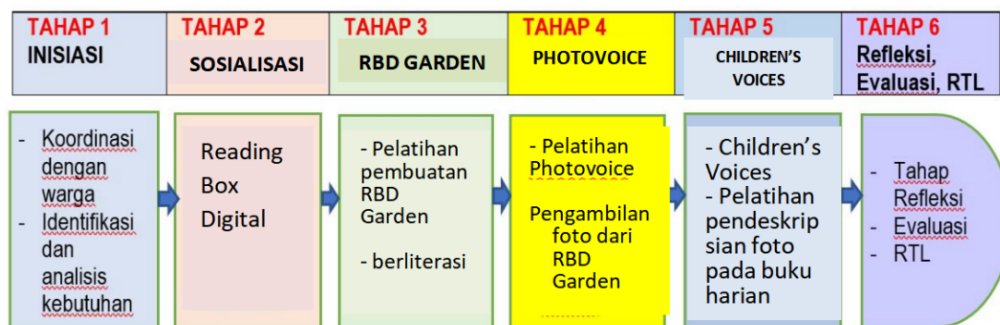 TAHAP 1
INISIASI
TAHAP 2
SOSIALISASI
TAHAP 3
RBD GARDEN
TAHAP 4
PHOTOVOICE
TAHAP 5
CHILDREN'S
VOICES
TAHAP 6
Refleksi,
Evaluasi, RTL
- Koordinasi
dengan
warga
- Identifikasi
dan
analisis
kebutuhan
Reading
Box
Digital
- Pelatihan
pembuatan
RBD
Garden
- berliterasi
- Pelatihan
Photovoice
Pengambilan
foto dari
RBD
Garden
- Children's
Voices
- Pelatihan
pendeskrip
sian foto
pada buku
harian
- Tahap
Refleksi
- Evaluasi
- RTL